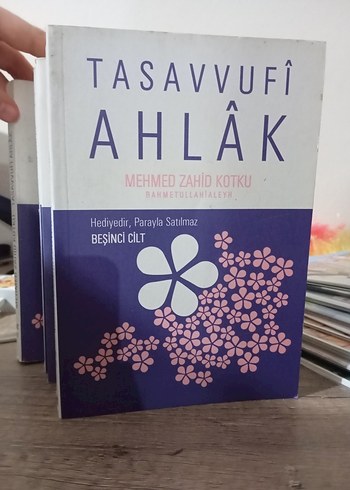 TASAVVUFÎ
AHLÂK
MEHMED ZAHİD KOTKU
RAHMETULLAHİALEYH
Hediyedir, Parayla Satılmaz
BEŞİNCİ CİLT